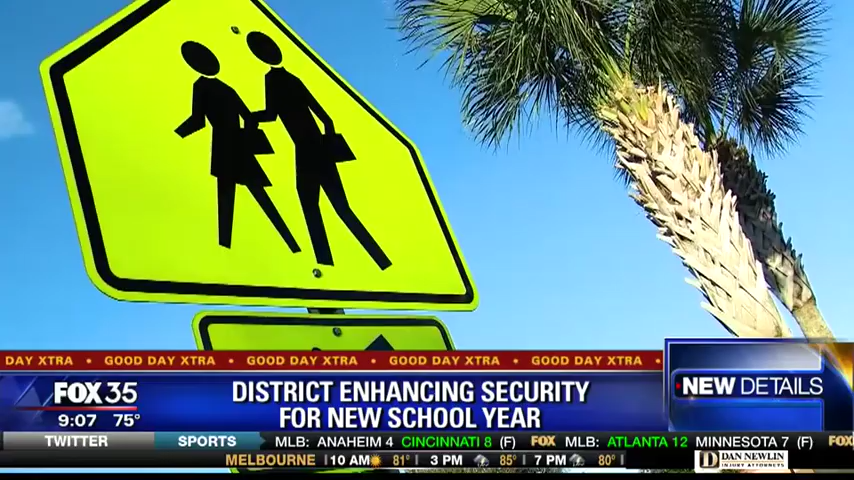 DAY XTRA • GOOD DAY XTRA • GOOD DAY XTRA • GOOD DAY XTRA • GOOD DAY XTRA •
FOX 35
9:07 75°
DISTRICT ENHANCING SECURITY
FOR NEW SCHOOL YEAR
NEW DETAILS
TWITTER SPORTS MLB: ANAHEIM 4 CINCINNATI 8 (F) FOX MLB: ATLANTA 12 MINNESOTA 7 (F) FOX
MELBOURNE 10 AM 81° 3 PM 85° 7 PM 80°
D DAN NEWLIN
INJURY ATTORNEYS